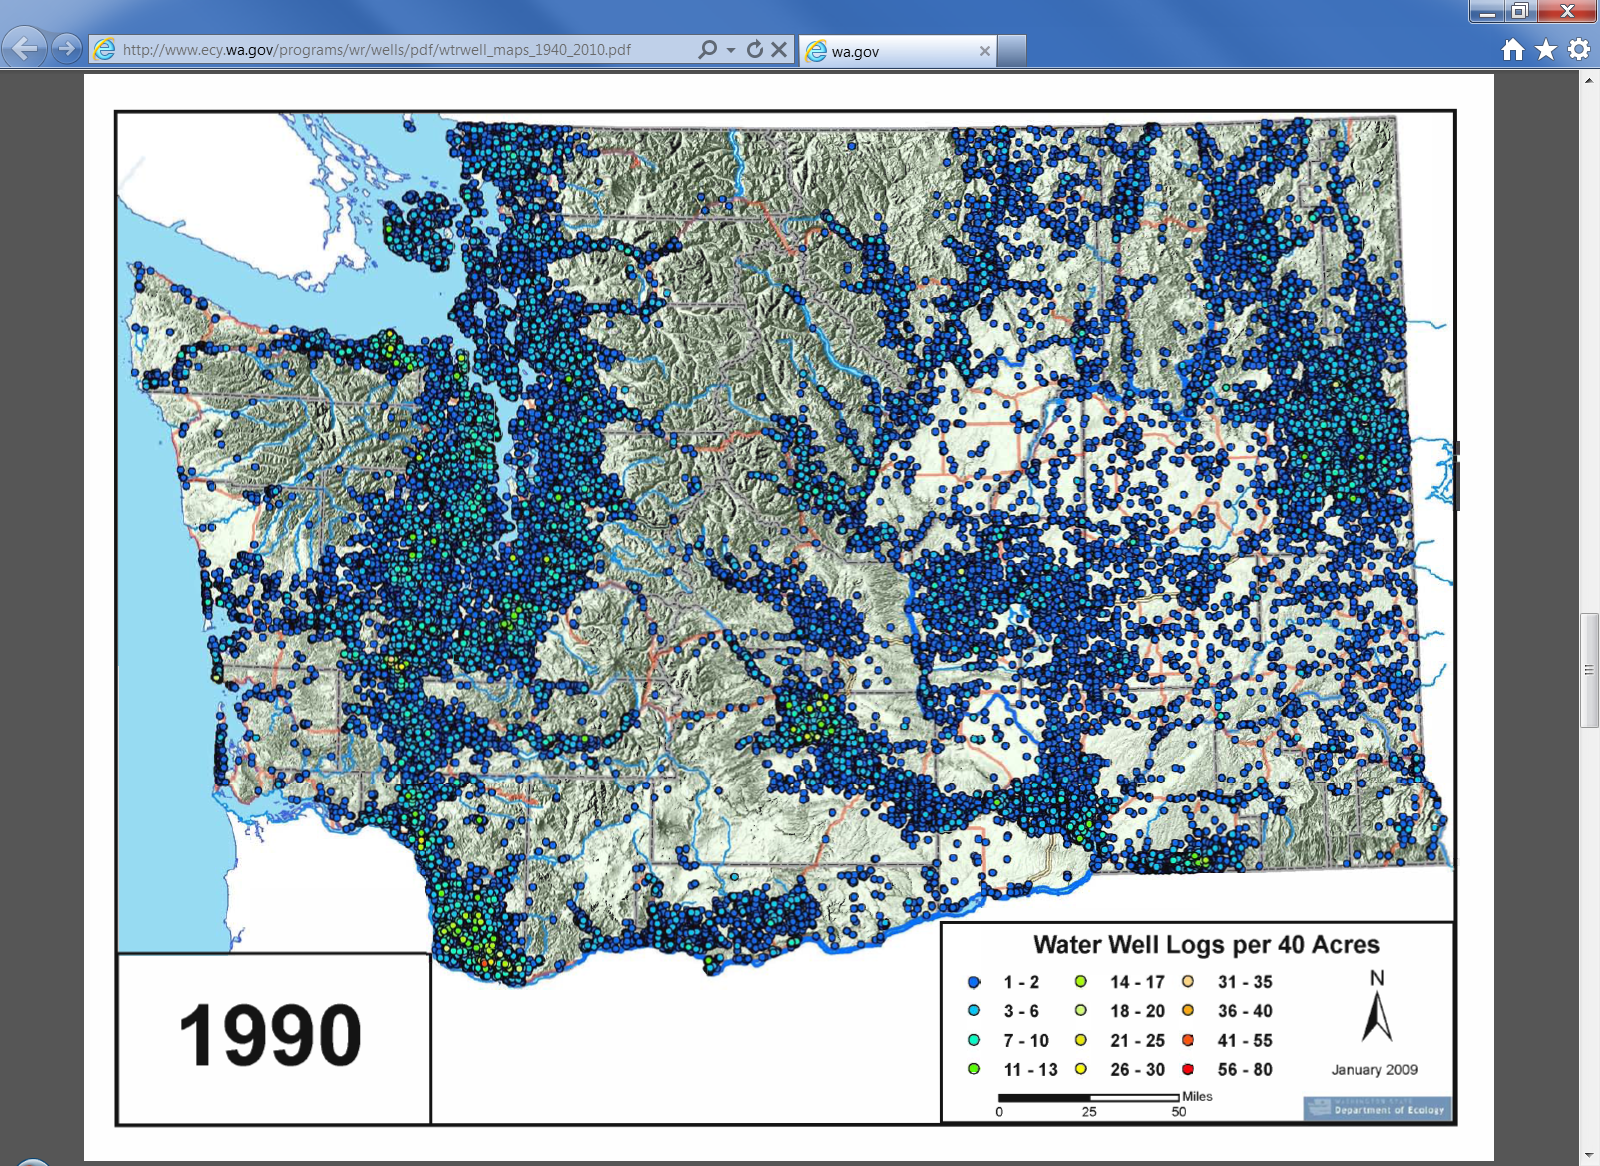 http://www.ecy.wa.gov/programs/wr/wells/pdf/wtrwell_maps_1940_2010.pdf
wa.gov
1990
Water Well Logs per 40 Acres
1 - 2
14 - 17
31 - 35
3 - 6
18 - 20
36 - 40
7 - 10
21 - 25
41 - 55
11 - 13
26 - 30
56 - 80
N
January 2009
Miles
0 25 50
WASHINGTON STATE
Department of Ecology